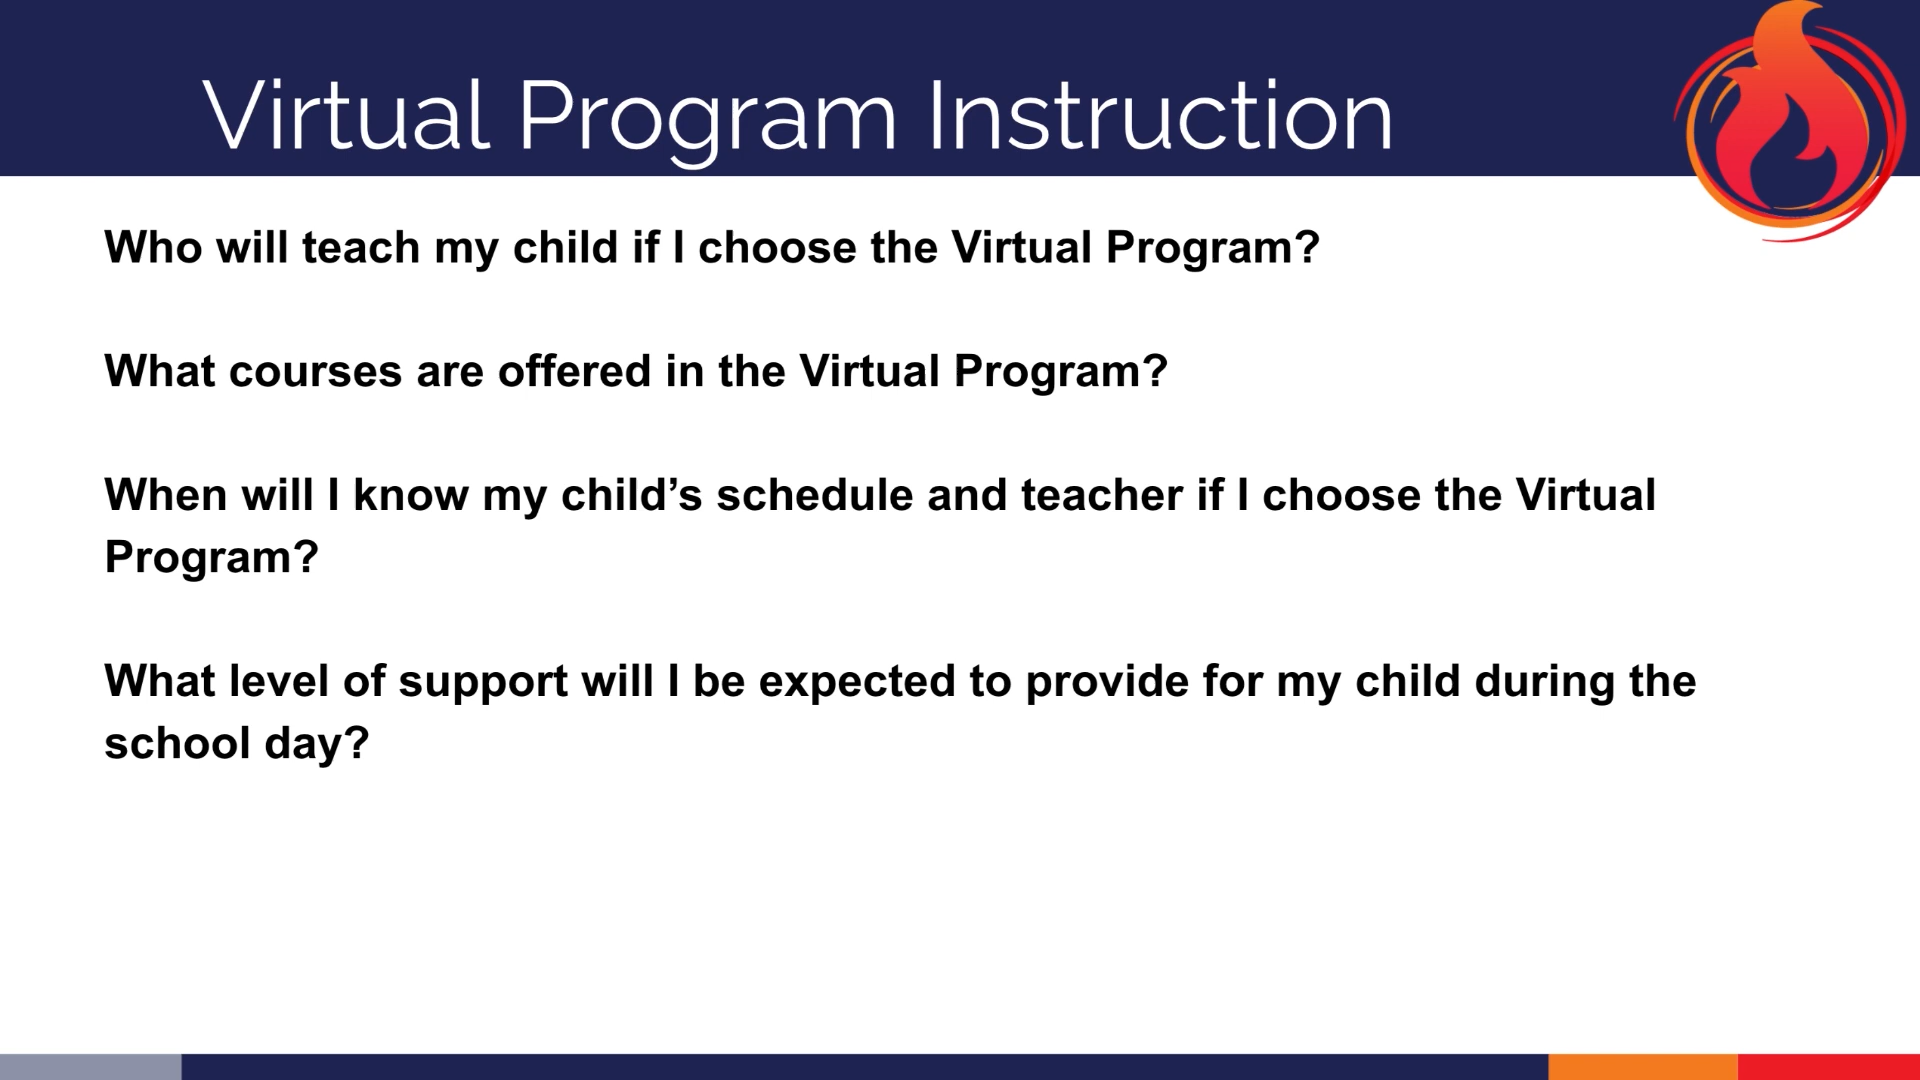 Virtual Program Instruction
Who will teach my child if I choose the Virtual Program?
What courses are offered in the Virtual Program?
When will I know my child’s schedule and teacher if I choose the Virtual
Program?
What level of support will I be expected to provide for my child during the
school day?